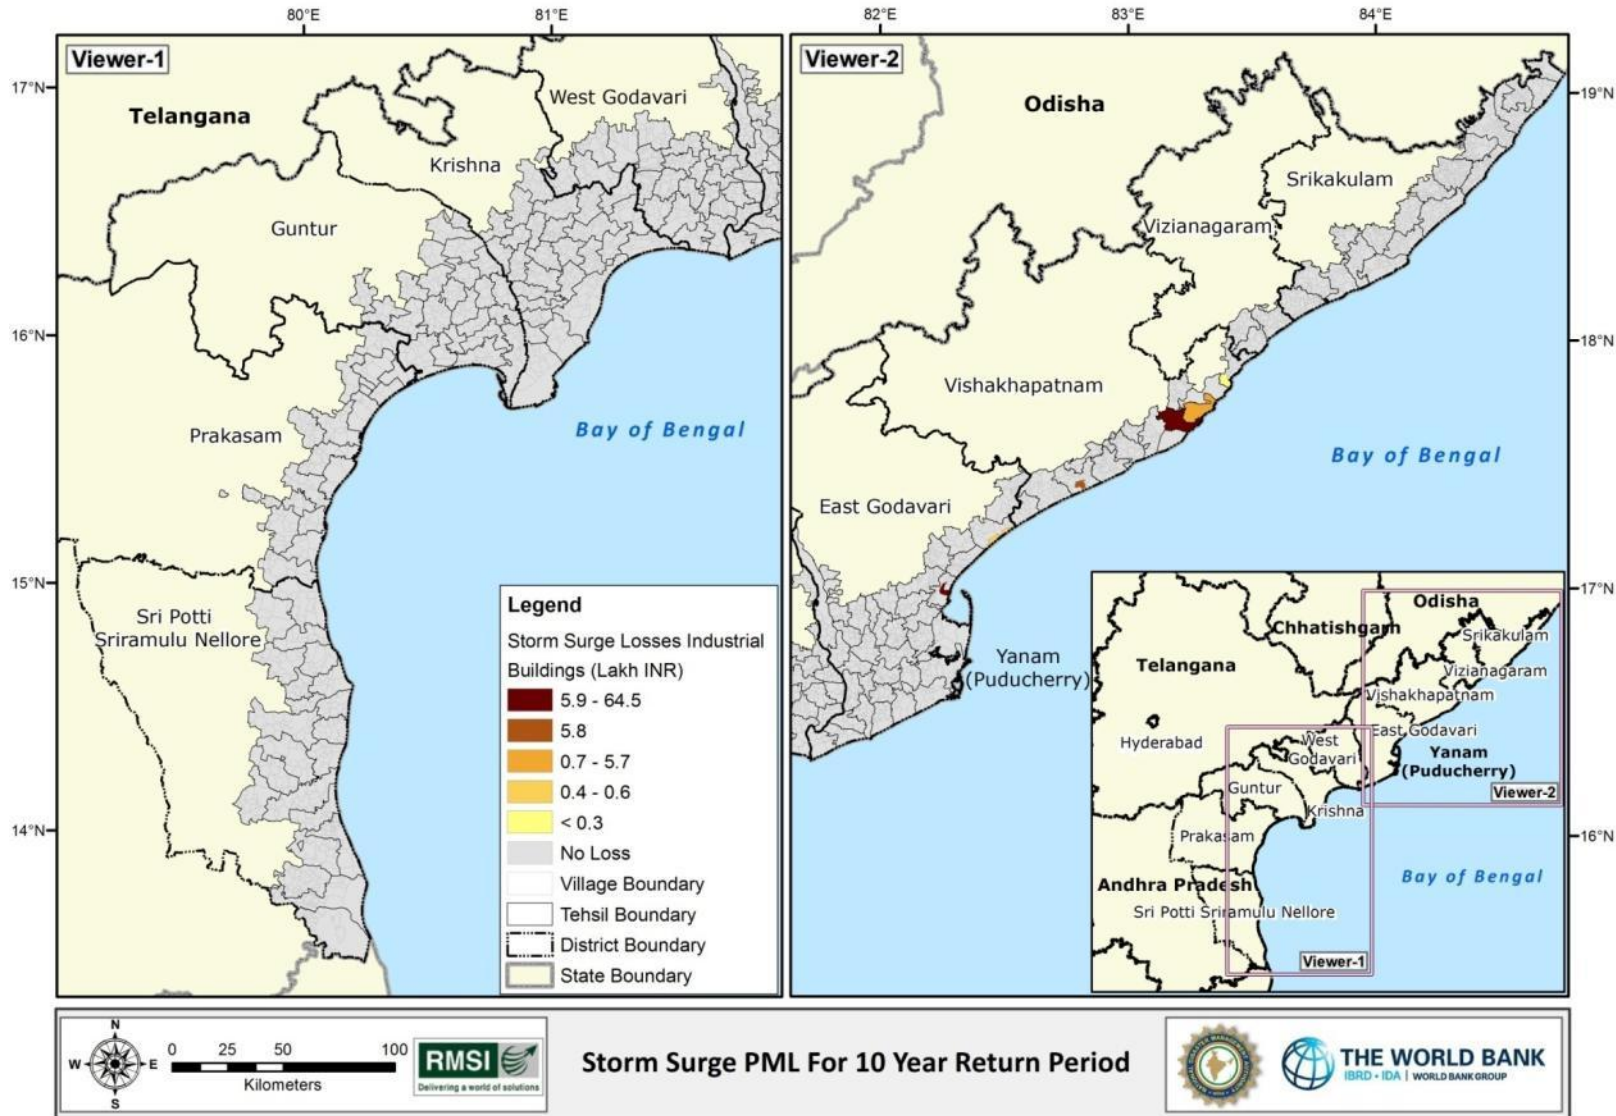 80°E
81°E
82°E
83°E
84°E
Viewer-1
17°N
16°N
15°N
14°N
Telangana
West Godavari
Krishna
Guntur
Prakasam
Bay of Bengal
Sri Potti
Sriramulu Nellore
Legend
Storm Surge Losses Industrial
Buildings (Lakh INR)
5.9 - 64.5
5.8
0.7 - 5.7
0.4 - 0.6
< 0.3
No Loss
Village Boundary
Tehsil Boundary
District Boundary
State Boundary
Viewer-2
19°N
18°N
17°N
16°N
Odisha
Srikakulam
Vizianagaram
Vishakhapatnam
Bay of Bengal
East Godavari
Yanam
(Puducherry)
Odisha
Chhatishgarh
Srikakulam
Telangana
Vizianagaram
Vishakhapatnam
East Godavari
Hyderabad
West
Godavari
Yanam
(Puducherry)
Guntur
Viewer-2
Krishna
Prakasam
Bay of Bengal
Andhra Pradesh
Sri Potti Sriramulu Nellore
Viewer-1
N
W
E
S
0 25 50 100
Kilometers
RMSI
Delivering a world of solutions
Storm Surge PML For 10 Year Return Period
THE WORLD BANK
IBRD • IDA | WORLD BANK GROUP